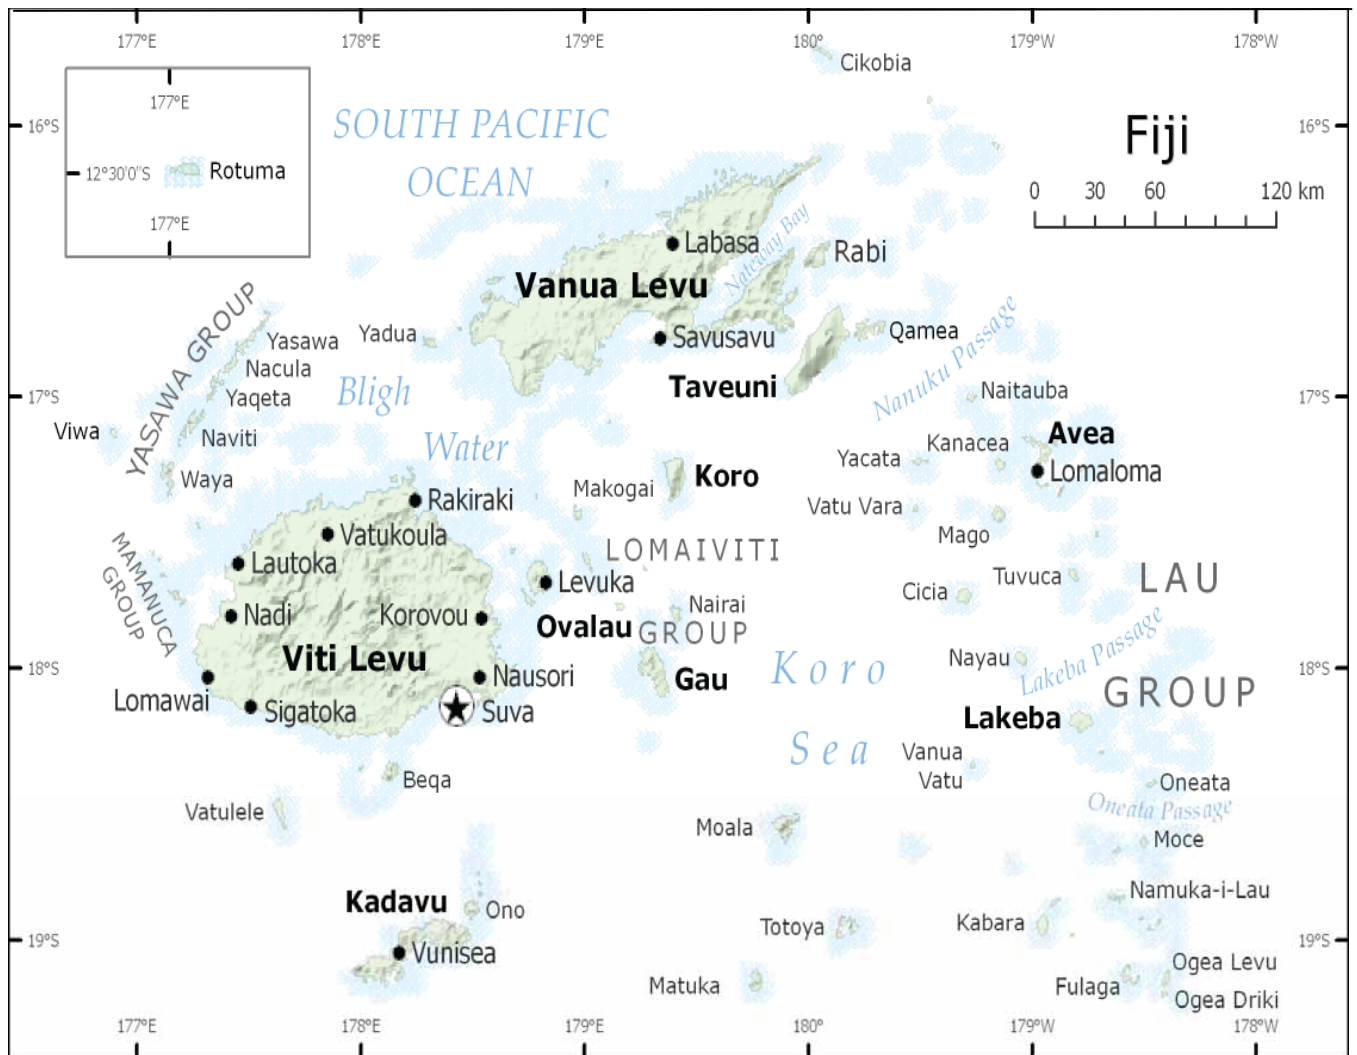 177°E 178°E 179°E 180° 179°W 178°W
Cikobia
177°E
12°30'0"S
Rotuma
177°E
SOUTH PACIFIC
OCEAN
Fiji
16°S
16°S
0 30 60 120 km
Labasa
Natewa Bay
Rabi
Vanua Levu
YASAWA GROUP
Yasawa
Yadua
Savusavu
Qamea
Nanuku Passage
Nacula
Taveuni
Bligh
Water
Yaqeta
17°S
17°S
Naitauba
Viwa
Naviti
Avea
Kanacea
Yacata
Lomaloma
Waya
Koro
Makogai
Rakiraki
Vatu Vara
Vatukoula
Mago
MAMANUCA
GROUP
LOMAIVITI
GROUP
Lautoka
Levuka
Tuvuca
LAU
GROUP
Cicia
Nadi
Korovou
Nairai
Ovalau
Viti Levu
Nayau
Lakeba Passage
18°S
18°S
Koro
Sea
Nausori
Gau
Lomawai
Sigatoka
Suva
Lakeba
Vanua
Vatu
Beqa
Oneata
Oneata Passage
Vatulele
Moala
Moce
Namuka-i-Lau
Kadavu
Ono
Totoya
Kabara
19°S
19°S
Vunisea
Ogea Levu
Matuka
Fulaga
Ogea Driki
177°E 178°E 179°E 180° 179°W 178°W